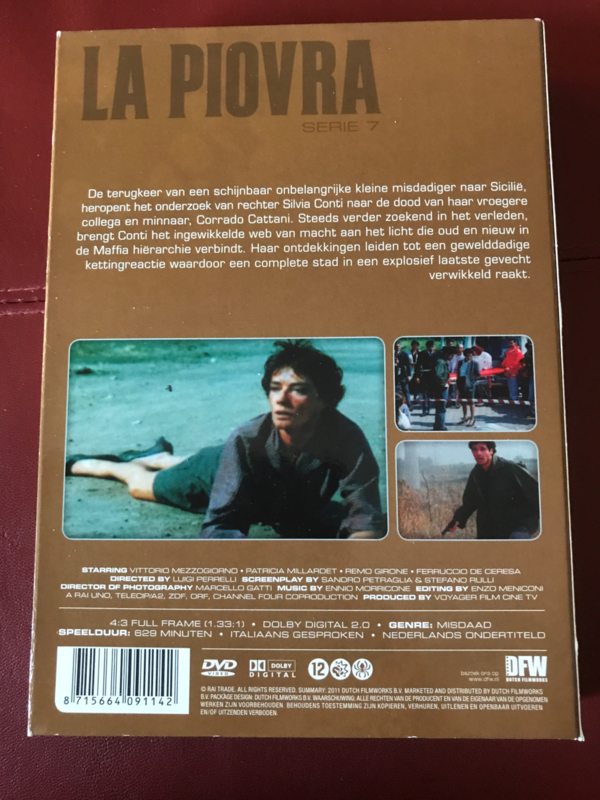 LA PIOVRA
SERIE 7
De terugkeer van een schijnbaar onbelangrijke kleine misdadiger naar Sicilië,
heropent het onderzoek van rechter Silvia Conti naar de dood van haar vroegere
collega en minnaar, Corrado Cattani. Steeds verder zoekend in het verleden,
brengt Conti het ingewikkelde web van macht aan het licht die oud en nieuw in
de Maffia hiërarchie verbindt. Haar ontdekkingen leiden tot een gewelddadige
kettingreactie waardoor een complete stad in een explosief laatste gevecht
verwikkeld raakt.
STARRING VITTORIO MEZZOGIORNO • PATRICIA MILLARDET • REMO GIRONE • FERRUCCIO DE CERESA
DIRECTED BY LUIGI PERRELLI SCREENPLAY BY SANDRO PETRAGLIA & STEFANO RULLI
DIRECTOR OF PHOTOGRAPHY MARCELLO GATTI MUSIC BY ENNIO MORRICONE EDITING BY ENZO MENICONI
A RAI UNO, TELECIP/A2, ZDF, ORF, CHANNEL FOUR COPRODUCTION PRODUCED BY VOYAGER FILM CINE TV
4:3 FULL FRAME (1.33:1) • DOLBY DIGITAL 2.0 • GENRE: MISDAAD
SPEELDUUR: 629 MINUTEN • ITALIAANS GESPROKEN • NEDERLANDS ONDERTITELD
8 715664 091142
DVD VIDEO
DOLBY DIGITAL
12
bezoek ons op
www.dfw.nl
DFW
DUTCH FILMWORKS
© RAI TRADE. ALL RIGHTS RESERVED. SUMMARY: 2011 DUTCH FILMWORKS B.V. MARKETED AND DISTRIBUTED BY DUTCH FILMWORKS
B.V. PACKAGE DESIGN: DUTCH FILMWORKS B.V. WAARSCHUWING: ALLE RECHTEN VAN DE PRODUCENT EN VAN DE EIGENAAR VAN DE OPGENOMEN
WERKEN ZIJN VOORBEHOUDEN. BEHOUDENS TOESTEMMING ZIJN KOPIEREN, VERHUREN, UITLENEN EN OPENBAAR UITVOEREN
EN/OF UITZENDEN VERBODEN.